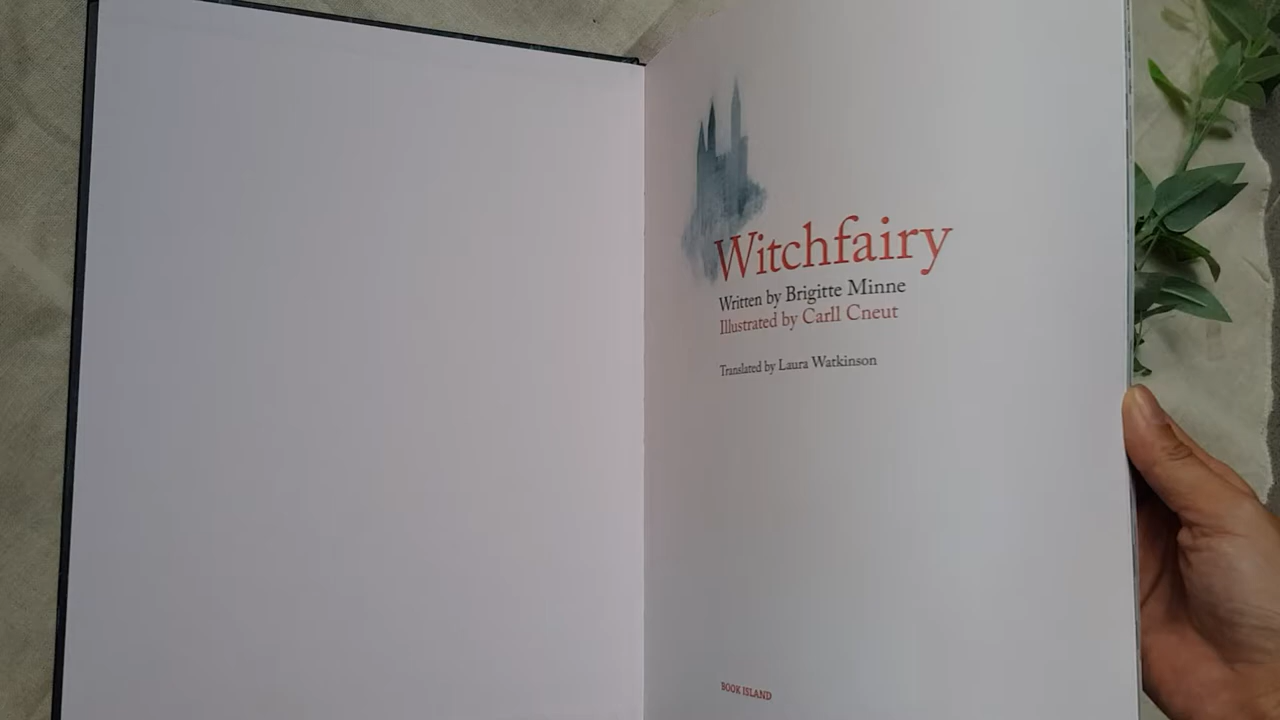 Witchfairy
Written by Brigitte Minne
Illustrated by Carll Cneut
Translated by Laura Watkinson
BOOK ISLAND